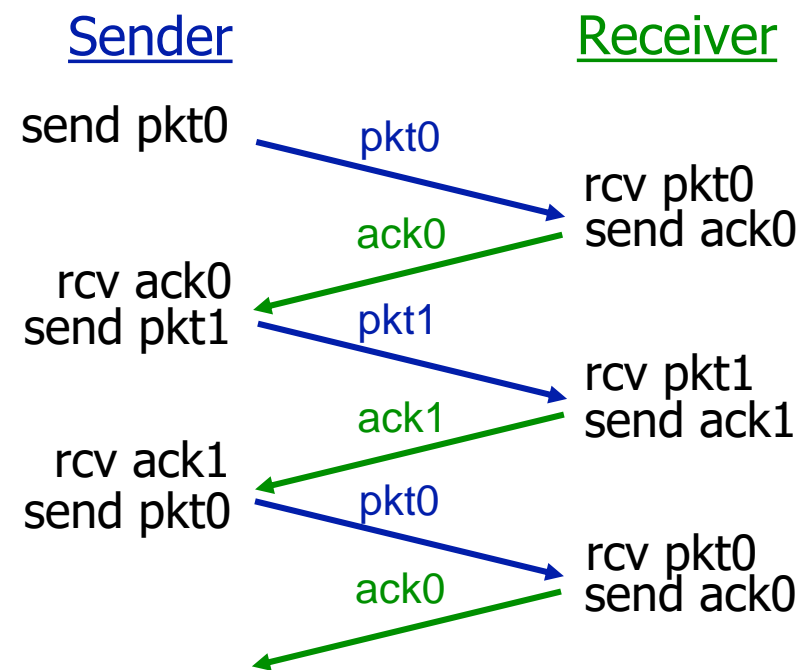 Sender
Receiver
send pkt0
pkt0
rcv pkt0
send ack0
ack0
rcv ack0
send pkt1
pkt1
rcv pkt1
send ack1
ack1
rcv ack1
send pkt0
pkt0
rcv pkt0
send ack0
ack0